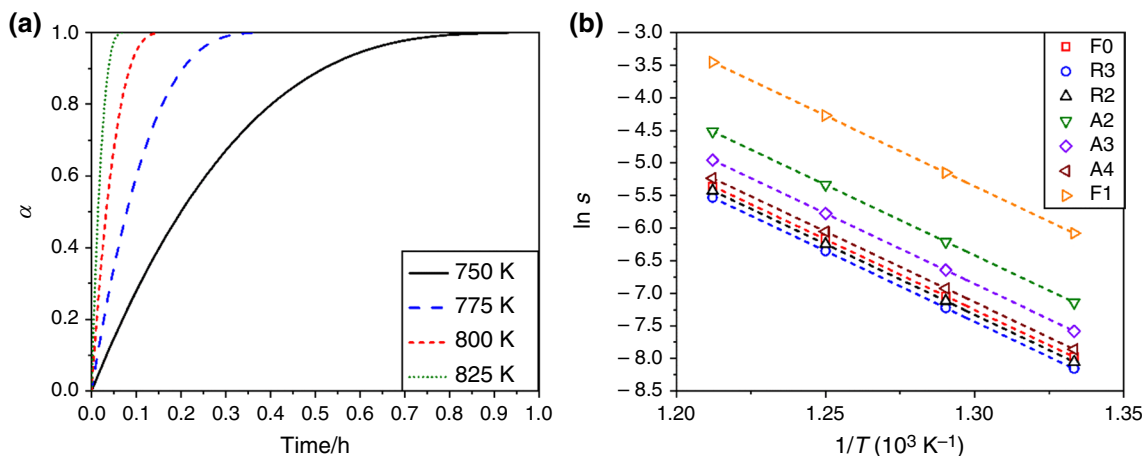 (a)
1.0
0.8
0.6
0.4
0.2
0.0
α
0.0 0.1 0.2 0.3 0.4 0.5 0.6 0.7 0.8 0.9 1.0
Time/h
750 K
775 K
800 K
825 K
(b)
−3.0
−3.5
−4.0
−4.5
−5.0
−5.5
−6.0
−6.5
−7.0
−7.5
−8.0
−8.5
ln s
1.20 1.25 1.30 1.35
1/T (10³ K⁻¹)
F0
R3
R2
A2
A3
A4
F1